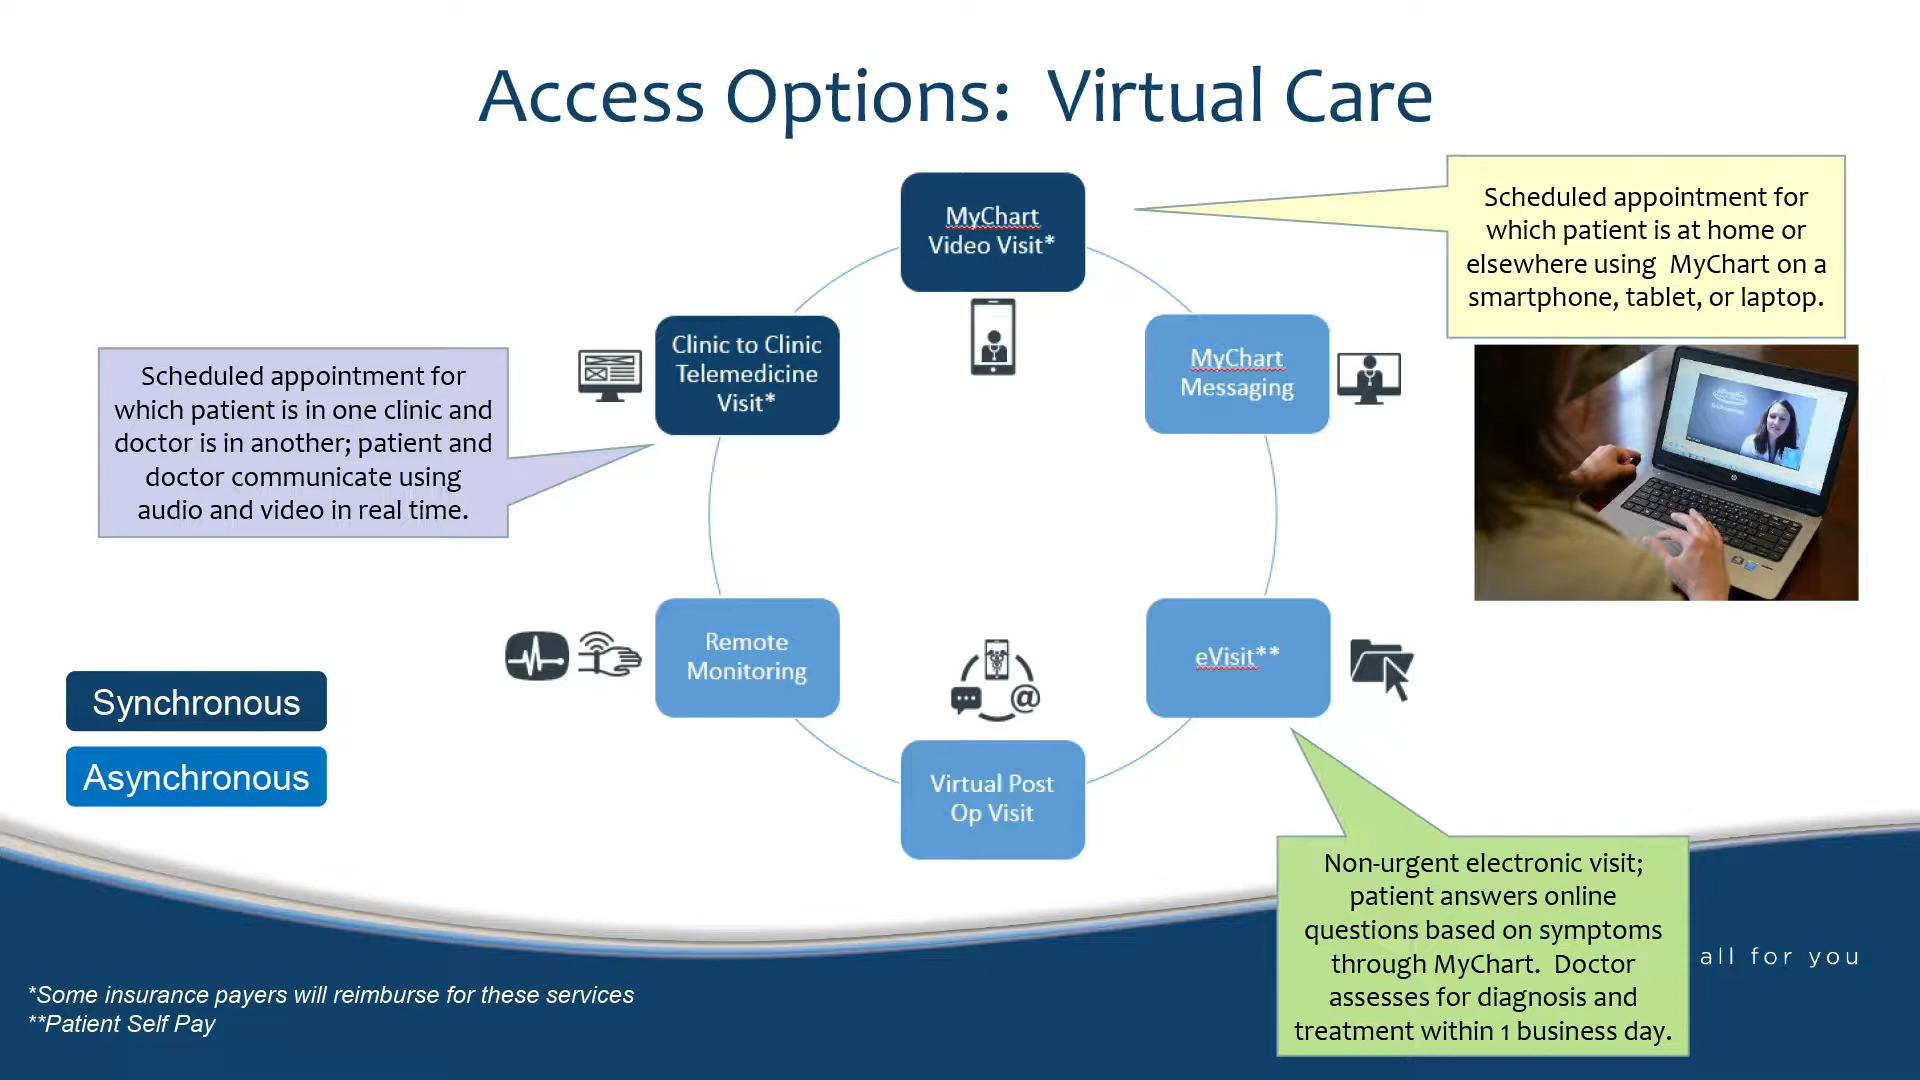 Access Options:  Virtual Care
MyChart
Video Visit*
Scheduled appointment for
which patient is at home or
elsewhere using  MyChart on a
smartphone, tablet, or laptop.
Clinic to Clinic
Telemedicine
Visit*
MyChart
Messaging
Scheduled appointment for
which patient is in one clinic and
doctor is in another; patient and
doctor communicate using
audio and video in real time.
Remote
Monitoring
eVisit**
Synchronous
Asynchronous
Virtual Post
Op Visit
Non-urgent electronic visit;
patient answers online
questions based on symptoms
through MyChart.  Doctor
assesses for diagnosis and
treatment within 1 business day.
all for you
*Some insurance payers will reimburse for these services
**Patient Self Pay